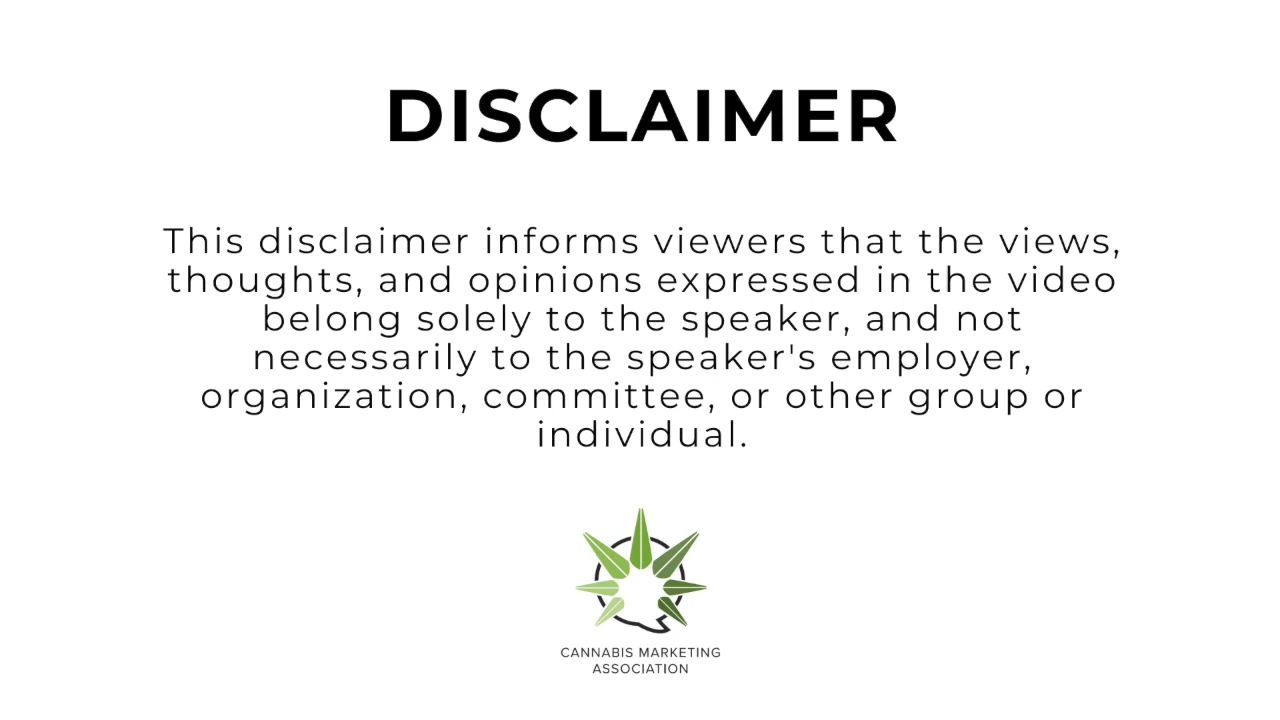 DISCLAIMER
This disclaimer informs viewers that the views,
thoughts, and opinions expressed in the video
belong solely to the speaker, and not
necessarily to the speaker's employer,
organization, committee, or other group or
individual.
CANNABIS MARKETING
ASSOCIATION